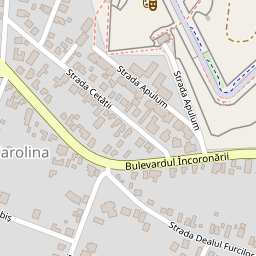 Strada Cetății
Strada Apulum
Strada Apulum
Bulevardul Încoronării
arolina
bis
Strada Dealul Furcilor